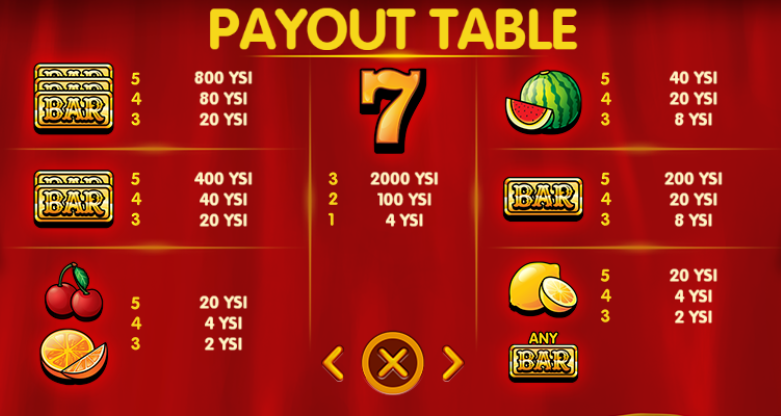 PAYOUT TABLE
BAR
5 800 YSI
4 80 YSI
3 20 YSI
BAR
5 400 YSI
4 40 YSI
3 20 YSI
5 20 YSI
4 4 YSI
3 2 YSI
7
3 2000 YSI
2 100 YSI
1 4 YSI
5 40 YSI
4 20 YSI
3 8 YSI
BAR
5 200 YSI
4 20 YSI
3 8 YSI
5 20 YSI
4 4 YSI
3 2 YSI
ANY
BAR